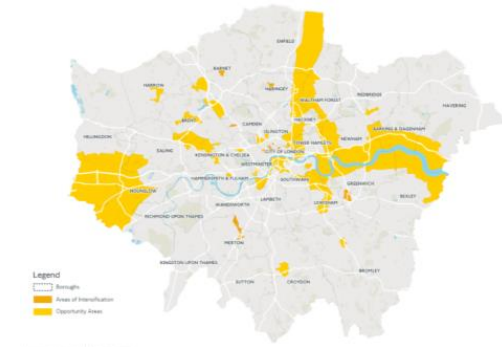 ENFIELD
BARNET
HARROW
HARINGEY
WALTHAM FOREST
REDBRIDGE
HAVERING
HACKNEY
CAMDEN
BRENT
ISLINGTON
BARKING & DAGENHAM
NEWHAM
HILLINGDON
EALING
TOWER HAMLETS
CITY OF LONDON
KENSINGTON & CHELSEA
WESTMINSTER
HAMMERSMITH & FULHAM
SOUTHWARK
GREENWICH
HOUNSLOW
BEXLEY
WANDSWORTH
LAMBETH
LEWISHAM
RICHMOND UPON THAMES
MERTON
KINGSTON UPON THAMES
BROMLEY
SUTTON
CROYDON
Legend
Boroughs
Areas of Intensification
Opportunity Areas